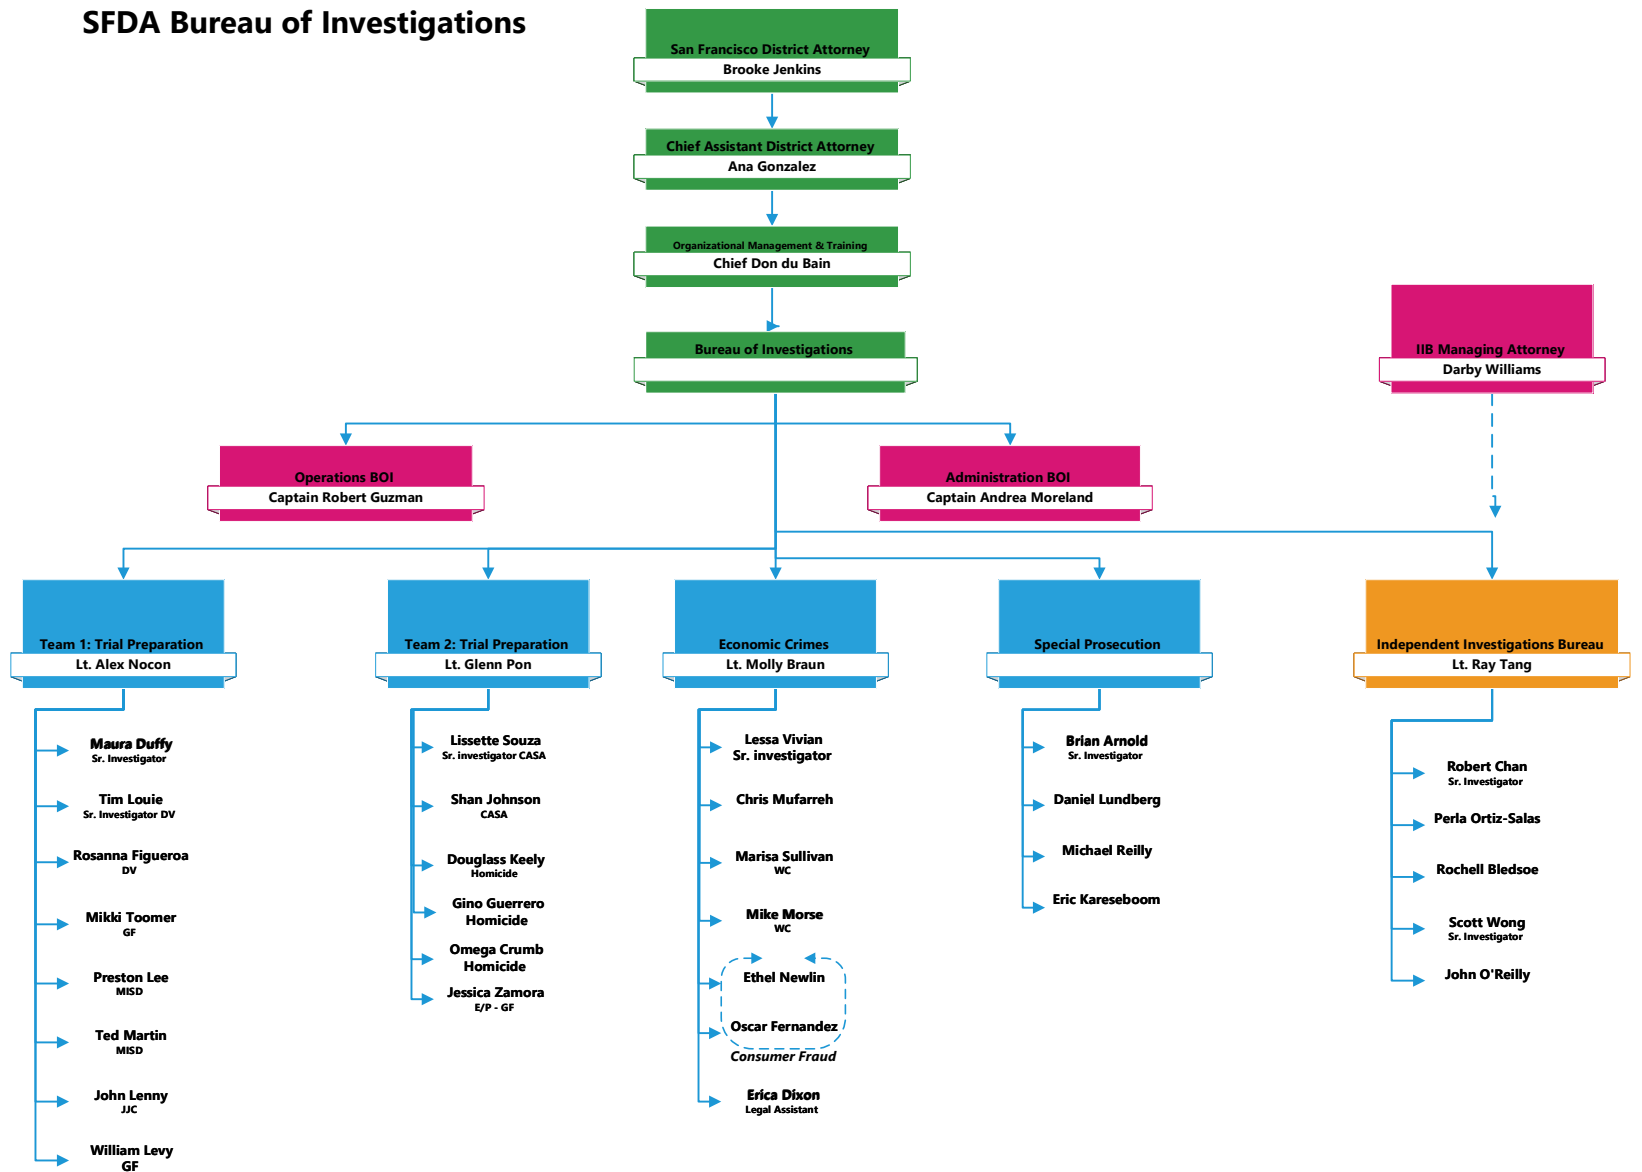 SFDA Bureau of Investigations
San Francisco District Attorney
Brooke Jenkins
Chief Assistant District Attorney
Ana Gonzalez
Organizational Management & Training
Chief Don du Bain
Bureau of Investigations
IIB Managing Attorney
Darby Williams
Operations BOI
Captain Robert Guzman
Administration BOI
Captain Andrea Moreland
Team 1: Trial Preparation
Lt. Alex Nocon
Maura Duffy
Sr. Investigator
Tim Louie
Sr. Investigator DV
Rosanna Figueroa
DV
Mikki Toomer
GF
Preston Lee
MISD
Ted Martin
MISD
John Lenny
JJC
William Levy
GF
Team 2: Trial Preparation
Lt. Glenn Pon
Lissette Souza
Sr. investigator CASA
Shan Johnson
CASA
Douglass Keely
Homicide
Gino Guerrero
Homicide
Omega Crumb
Homicide
Jessica Zamora
E/P - GF
Economic Crimes
Lt. Molly Braun
Lessa Vivian
Sr. investigator
Chris Mufarreh
Marisa Sullivan
WC
Mike Morse
WC
Ethel Newlin
Oscar Fernandez
Consumer Fraud
Erica Dixon
Legal Assistant
Special Prosecution
Brian Arnold
Sr. Investigator
Daniel Lundberg
Michael Reilly
Eric Kareseboom
Independent Investigations Bureau
Lt. Ray Tang
Robert Chan
Sr. Investigator
Perla Ortiz-Salas
Rochell Bledsoe
Scott Wong
Sr. Investigator
John O'Reilly